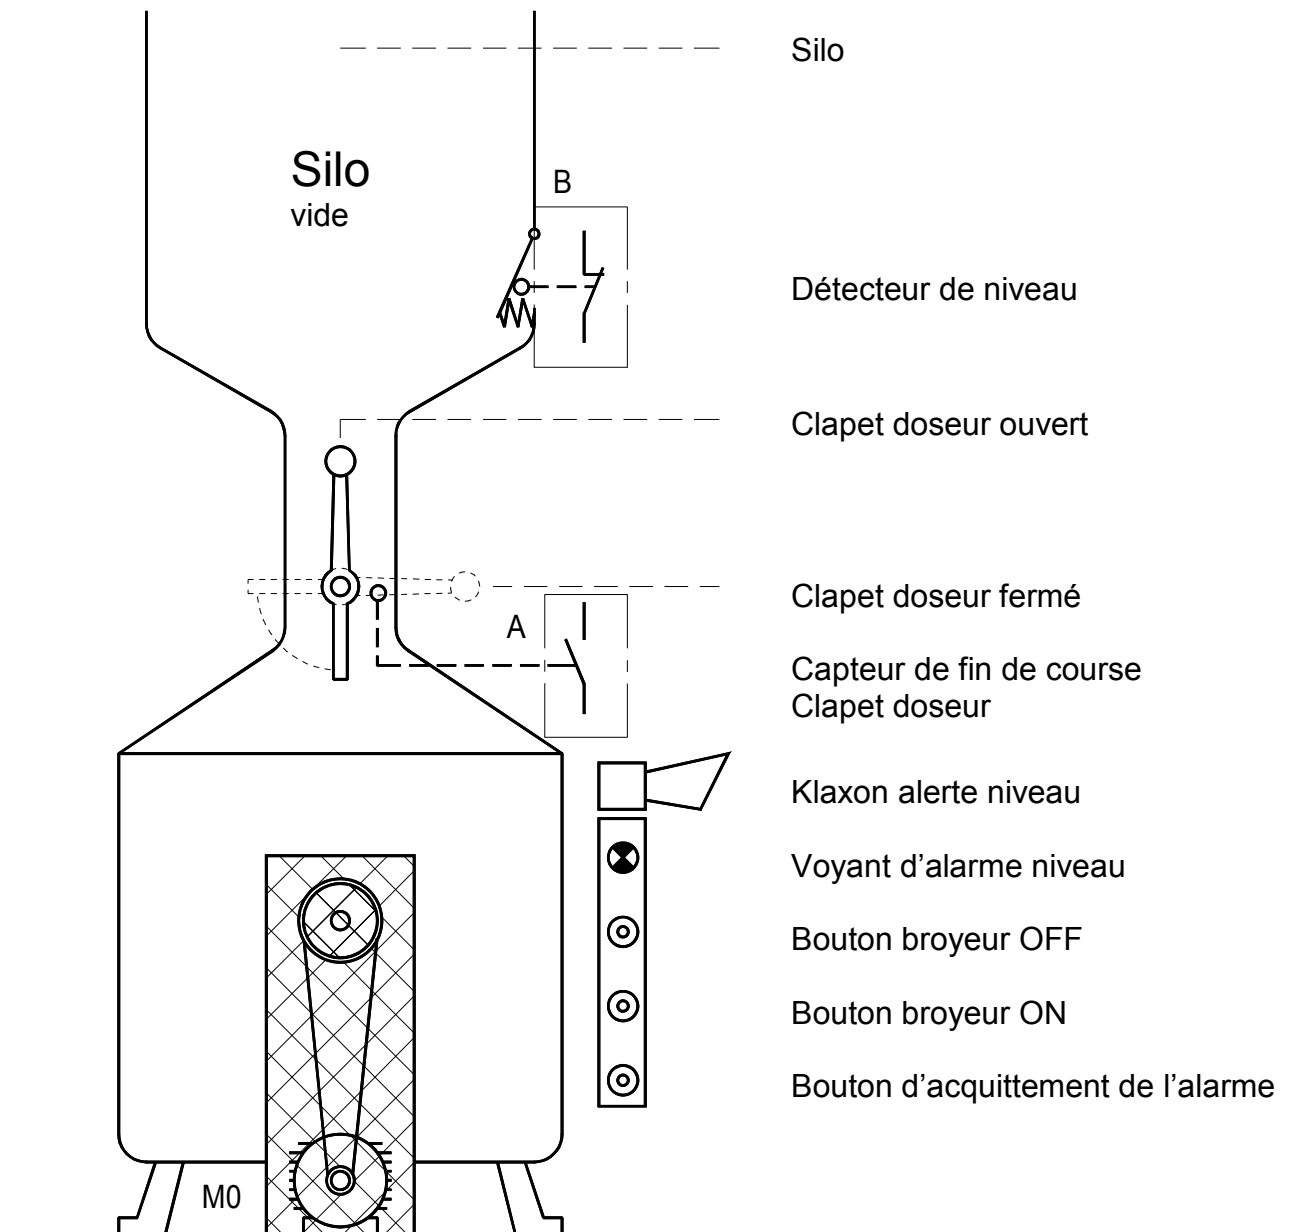 Silo
Silo
vide
B
Détecteur de niveau
Clapet doseur ouvert
Clapet doseur fermé
A
Capteur de fin de course
Clapet doseur
Klaxon alerte niveau
Voyant d’alarme niveau
Bouton broyeur OFF
Bouton broyeur ON
Bouton d’acquittement de l’alarme
M0